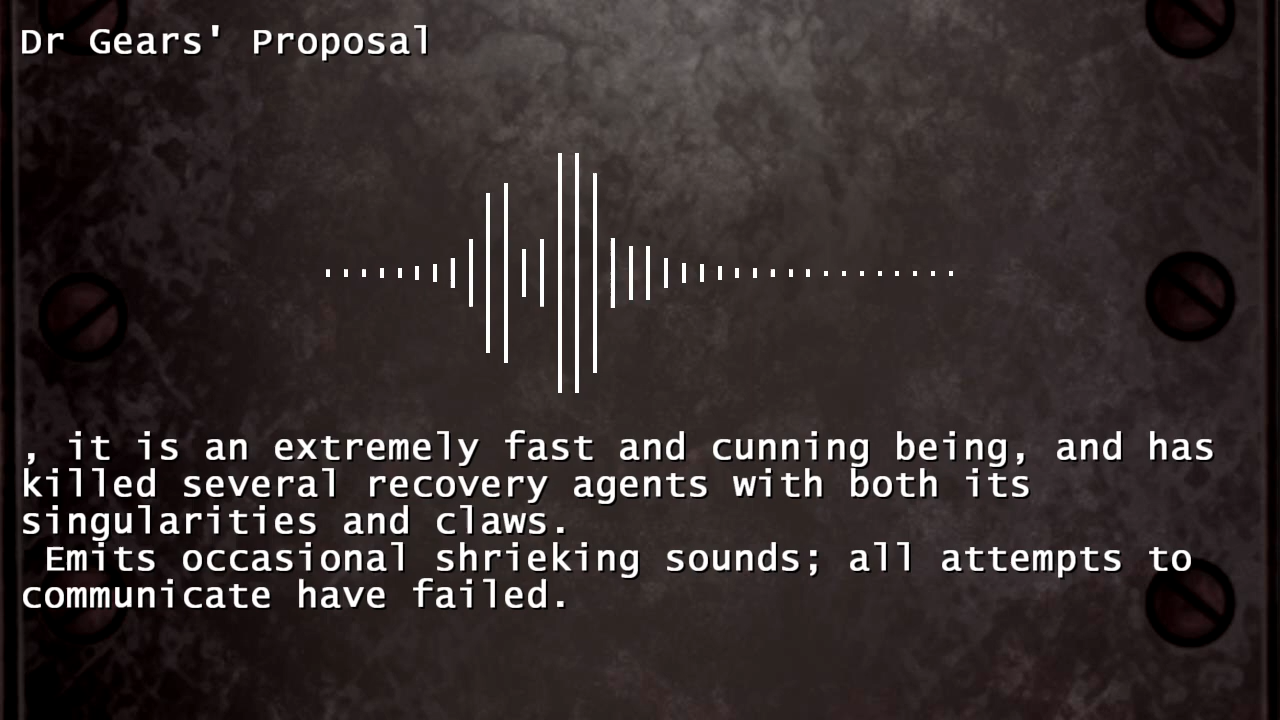 Dr Gears' Proposal
, it is an extremely fast and cunning being, and has
killed several recovery agents with both its
singularities and claws.
Emits occasional shrieking sounds; all attempts to
communicate have failed.